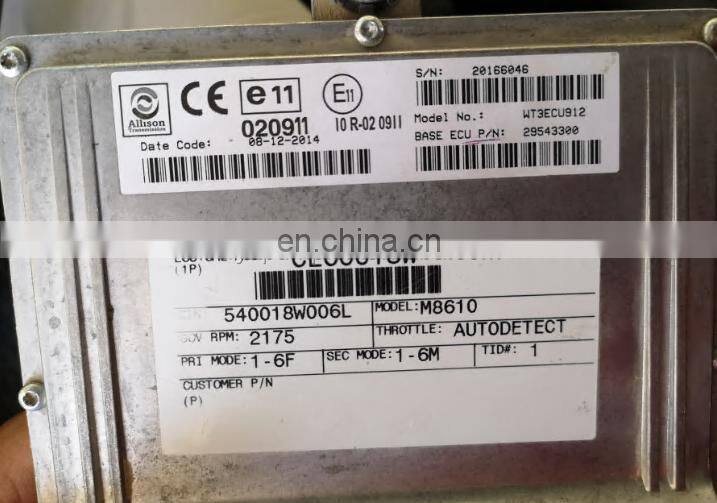 Allison
Transmission
CE
e11
020911
E11
10 R-02 0911
Date Code: 08-12-2014
S/N: 20166046
Model No.: WT3ECU912
BASE ECU P/N: 29543300
en.china.cn
(1P)
540018W006L
MODEL: M8610
GOV RPM: 2175
THROTTLE: AUTODETECT
PRI MODE: 1-6F
SEC MODE: 1-6M
TID#: 1
CUSTOMER P/N
(P)